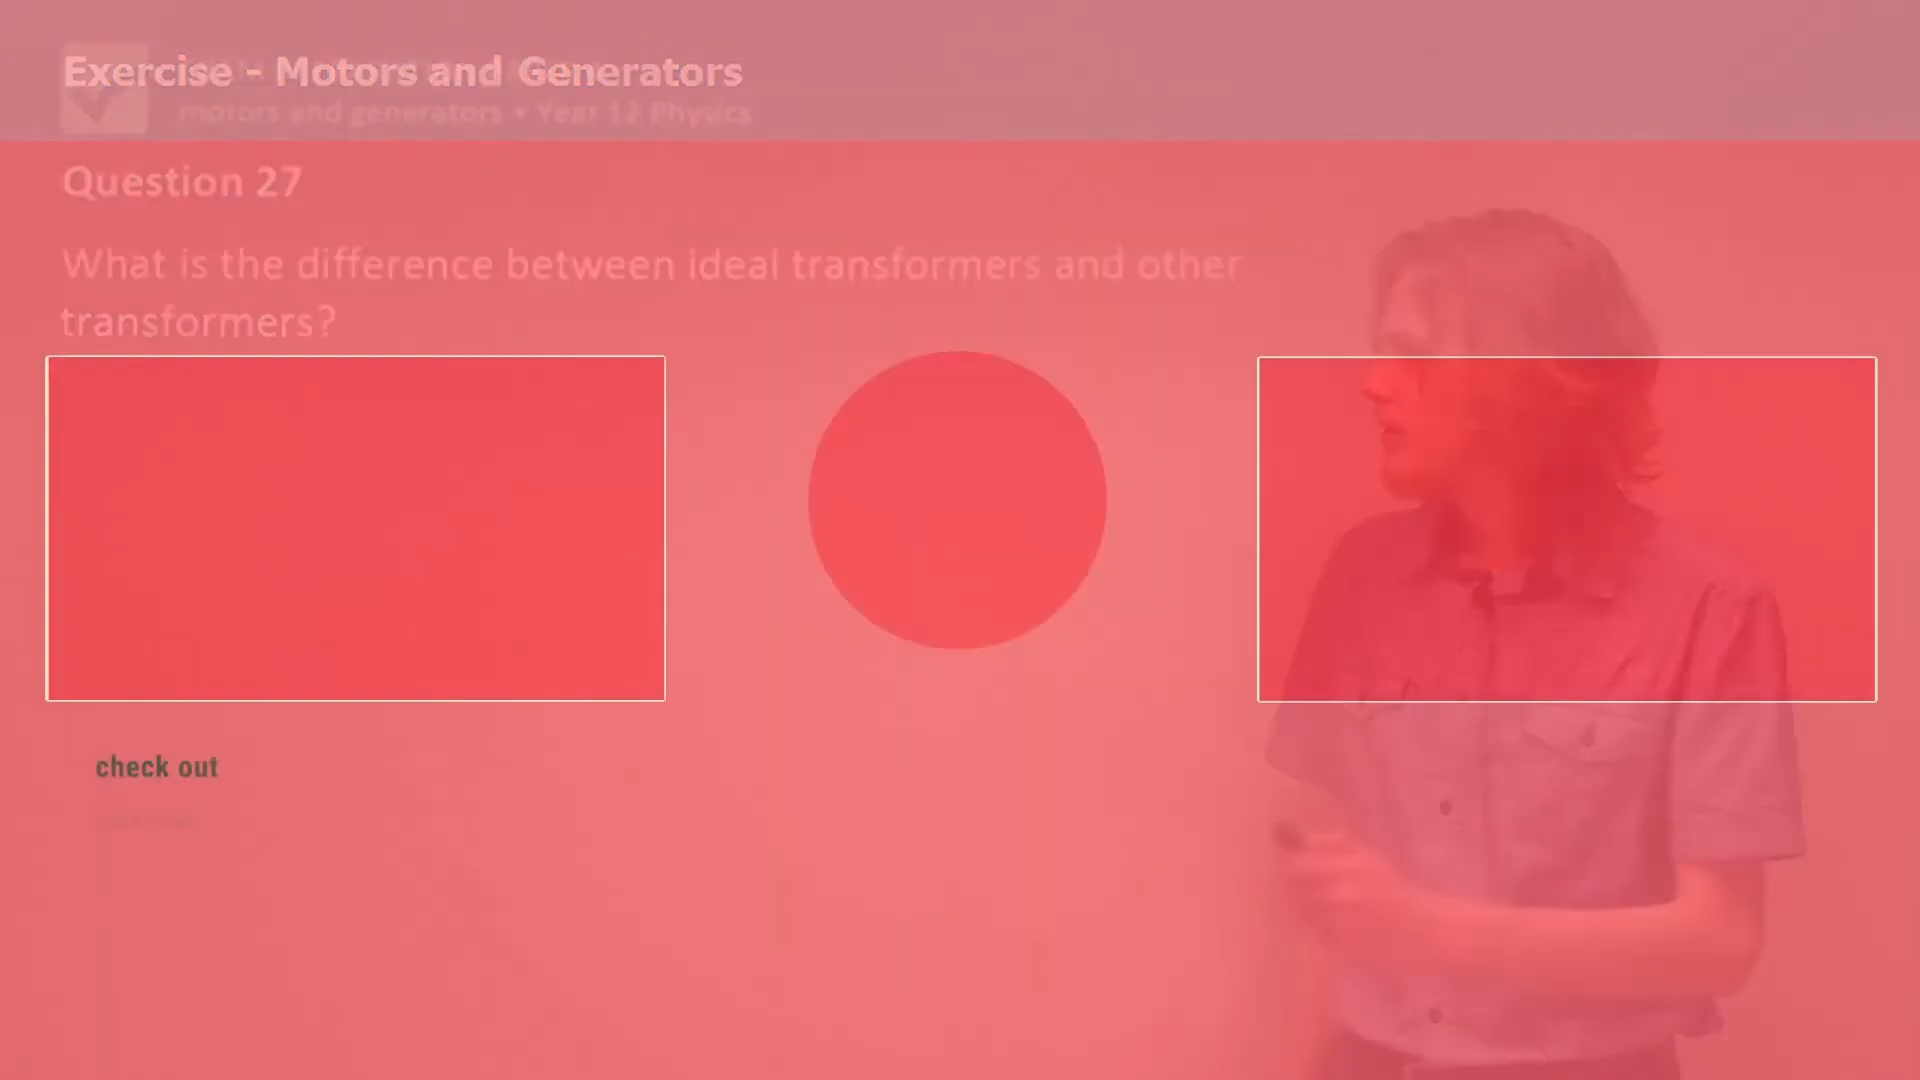 Exercise - Motors and Generators
motors and generators • Year 12 Physics
Question 27
What is the difference between ideal transformers and other
transformers?
check out